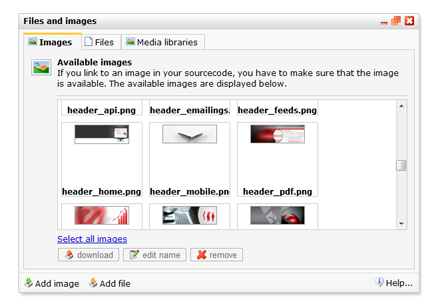 Files and images
Images Files Media libraries
Available images
If you link to an image in your sourcecode, you have to make sure that the image
is available. The available images are displayed below.
header_api.png header_emailings. header_feeds.png
header_home.png header_mobile.pn header_pdf.png
Select all images
download edit name remove
Add image Add file Help...